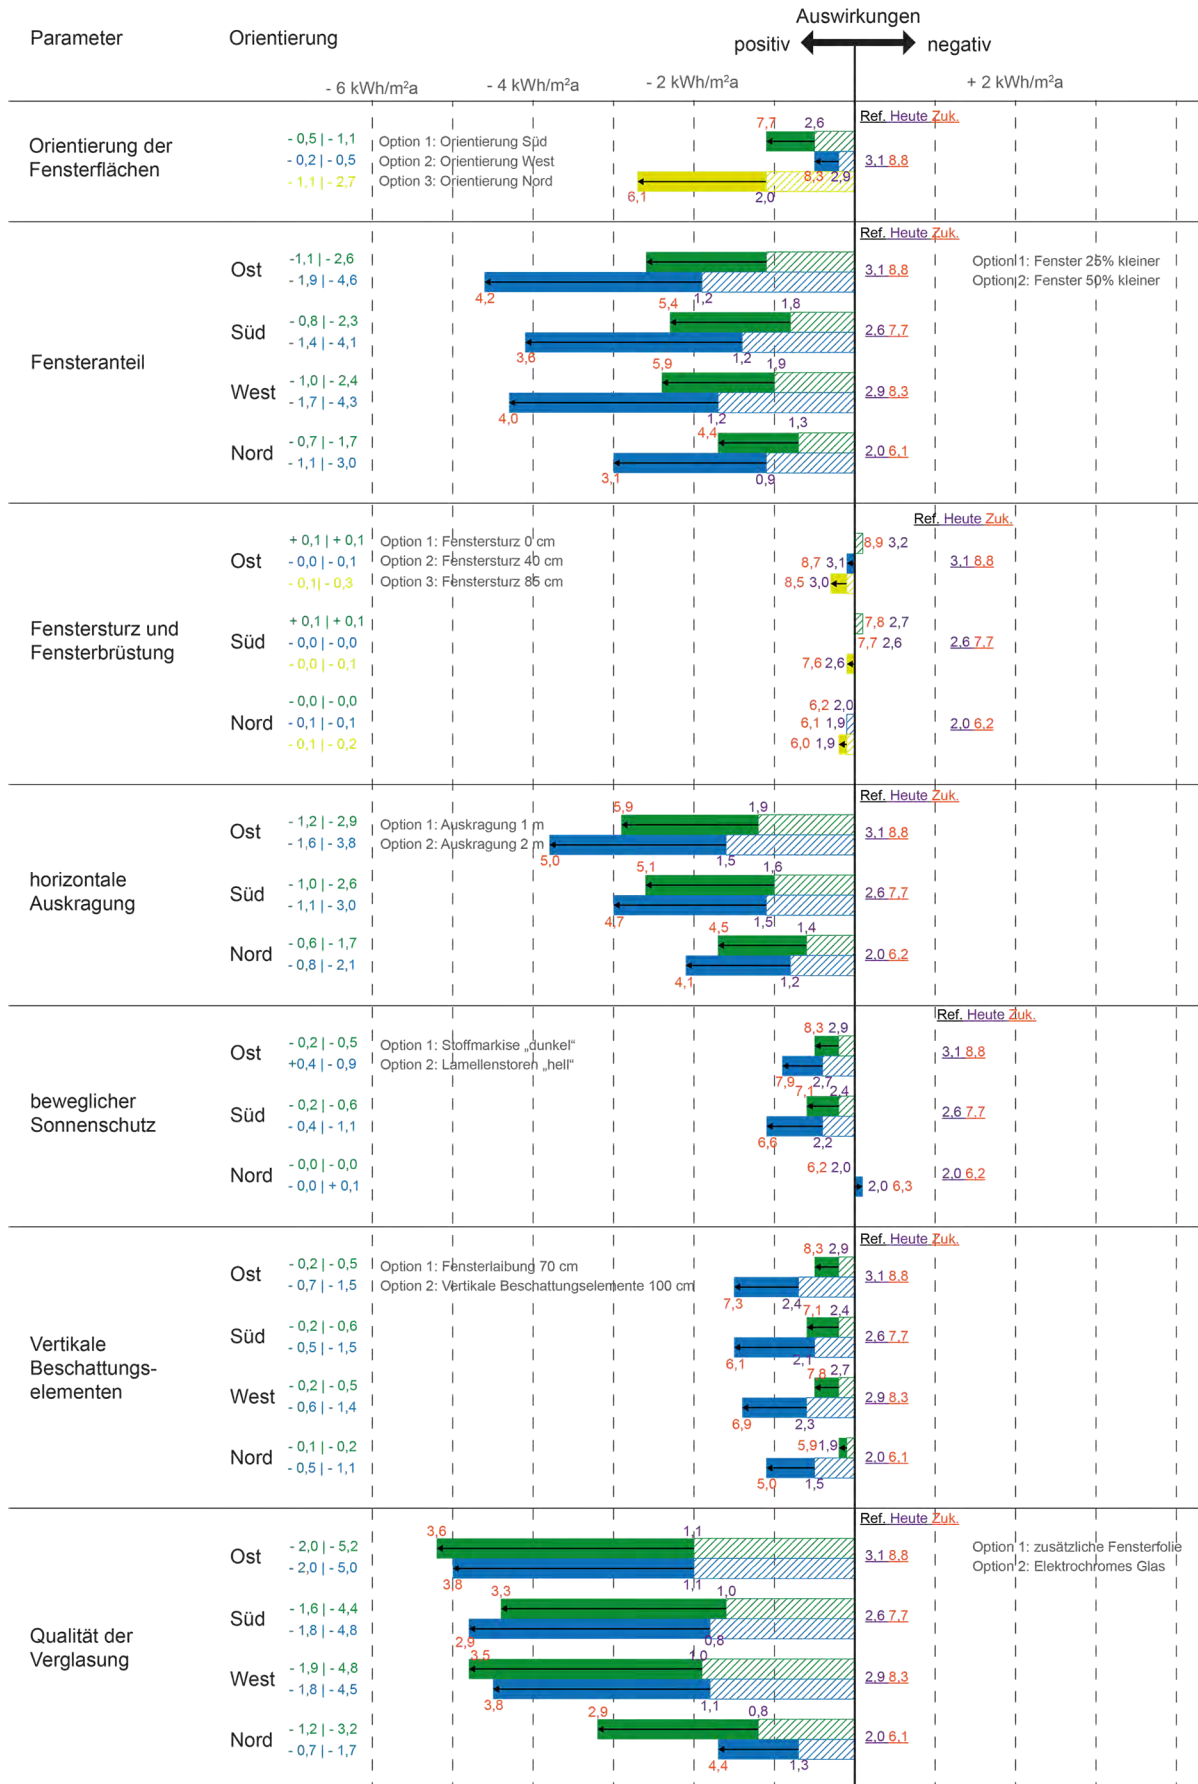 Auswirkungen
Parameter Orientierung positiv negativ
- 6 kWh/m²a - 4 kWh/m²a - 2 kWh/m²a + 2 kWh/m²a
Ref. Heute Zuk.
7,7 2,6
Orientierung der Fensterflächen
- 0,5 | - 1,1 Option 1: Orientierung Süd
- 0,2 | - 0,5 Option 2: Orientierung West
3,1 8,8
- 1,1 | - 2,7 Option 3: Orientierung Nord
8,3 2,9
6,1 2,0
Ref. Heute Zuk.
Fensteranteil
Ost
-1,1 | - 2,6
- 1,9 | - 4,6
3,1 8,8
Option 1: Fenster 25% kleiner
Option 2: Fenster 50% kleiner
4,2 1,2
5,4 1,8
Süd
- 0,8 | - 2,3
- 1,4 | - 4,1
2,6 7,7
3,6 1,2
5,9 1,9
West
- 1,0 | - 2,4
- 1,7 | - 4,3
2,9 8,3
4,0 1,2
4,4 1,3
Nord
- 0,7 | - 1,7
- 1,1 | - 3,0
2,0 6,1
3,1 0,9
Ref. Heute Zuk.
Fenstersturz und Fensterbrüstung
Ost
+ 0,1 | + 0,1 Option 1: Fenstersturz 0 cm
8,9 3,2
- 0,0 | - 0,1 Option 2: Fenstersturz 40 cm
8,7 3,1
3,1 8,8
- 0,1 | - 0,3 Option 3: Fenstersturz 85 cm
8,5 3,0
Süd
+ 0,1 | + 0,1
7,8 2,7
- 0,0 | - 0,0
7,7 2,6
2,6 7,7
- 0,0 | - 0,1
7,6 2,6
Nord
- 0,0 | - 0,0
6,2 2,0
- 0,1 | - 0,1
6,1 1,9
2,0 6,2
- 0,1 | - 0,2
6,0 1,9
Ref. Heute Zuk.
horizontale Auskragung
5,9 1,9
Ost
- 1,2 | - 2,9 Option 1: Auskragung 1 m
- 1,6 | - 3,8 Option 2: Auskragung 2 m
3,1 8,8
5,0 1,5
5,1 1,6
Süd
- 1,0 | - 2,6
- 1,1 | - 3,0
2,6 7,7
4,7 1,5
4,5 1,4
Nord
- 0,6 | - 1,7
- 0,8 | - 2,1
2,0 6,2
4,1 1,2
Ref. Heute Zuk.
beweglicher Sonnenschutz
8,3 2,9
Ost
- 0,2 | - 0,5 Option 1: Stoffmarkise „dunkel“
+0,4 | - 0,9 Option 2: Lamellenstoren „hell“
3,1 8,8
7,9 2,7
7,1 2,4
Süd
- 0,2 | - 0,6
- 0,4 | - 1,1
2,6 7,7
6,6 2,2
Nord
- 0,0 | - 0,0
6,2 2,0
- 0,0 | + 0,1
2,0 6,2
2,0 6,3
Ref. Heute Zuk.
Vertikale Beschattungs-
elementen
8,3 2,9
Ost
- 0,2 | - 0,5 Option 1: Fensterlaibung 70 cm
- 0,7 | - 1,5 Option 2: Vertikale Beschattungselemente 100 cm
3,1 8,8
7,3 2,4
7,1 2,4
Süd
- 0,2 | - 0,6
- 0,5 | - 1,5
2,6 7,7
6,1 2,1
7,8 2,7
West
- 0,2 | - 0,5
- 0,6 | - 1,4
2,9 8,3
6,9 2,3
Nord
- 0,1 | - 0,2
5,9 1,9
- 0,5 | - 1,1
2,0 6,1
5,0 1,5
Ref. Heute Zuk.
Qualität der Verglasung
3,6 1,1
Ost
- 2,0 | - 5,2
- 2,0 | - 5,0
3,1 8,8
Option 1: zusätzliche Fensterfolie
Option 2: Elektrochromes Glas
3,8 1,1
3,3 1,0
Süd
- 1,6 | - 4,4
- 1,8 | - 4,8
2,6 7,7
2,9 0,8
3,5 1,0
West
- 1,9 | - 4,8
- 1,8 | - 4,5
2,9 8,3
3,8 1,1
2,9 0,8
Nord
- 1,2 | - 3,2
- 0,7 | - 1,7
2,0 6,1
4,4 1,3